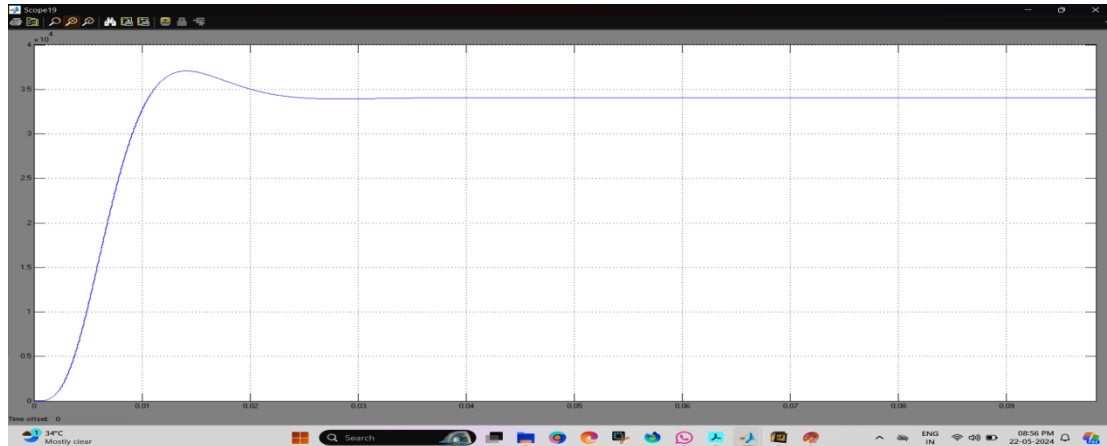 Scope19
×10
4
4
3.5
3
2.5
2
1.5
1
0.5
0
0 0.01 0.02 0.03 0.04 0.05 0.06 0.07 0.08 0.09
Time offset: 0
34°C
Mostly clear
Search
ENG
IN
08:56 PM
22-05-2024